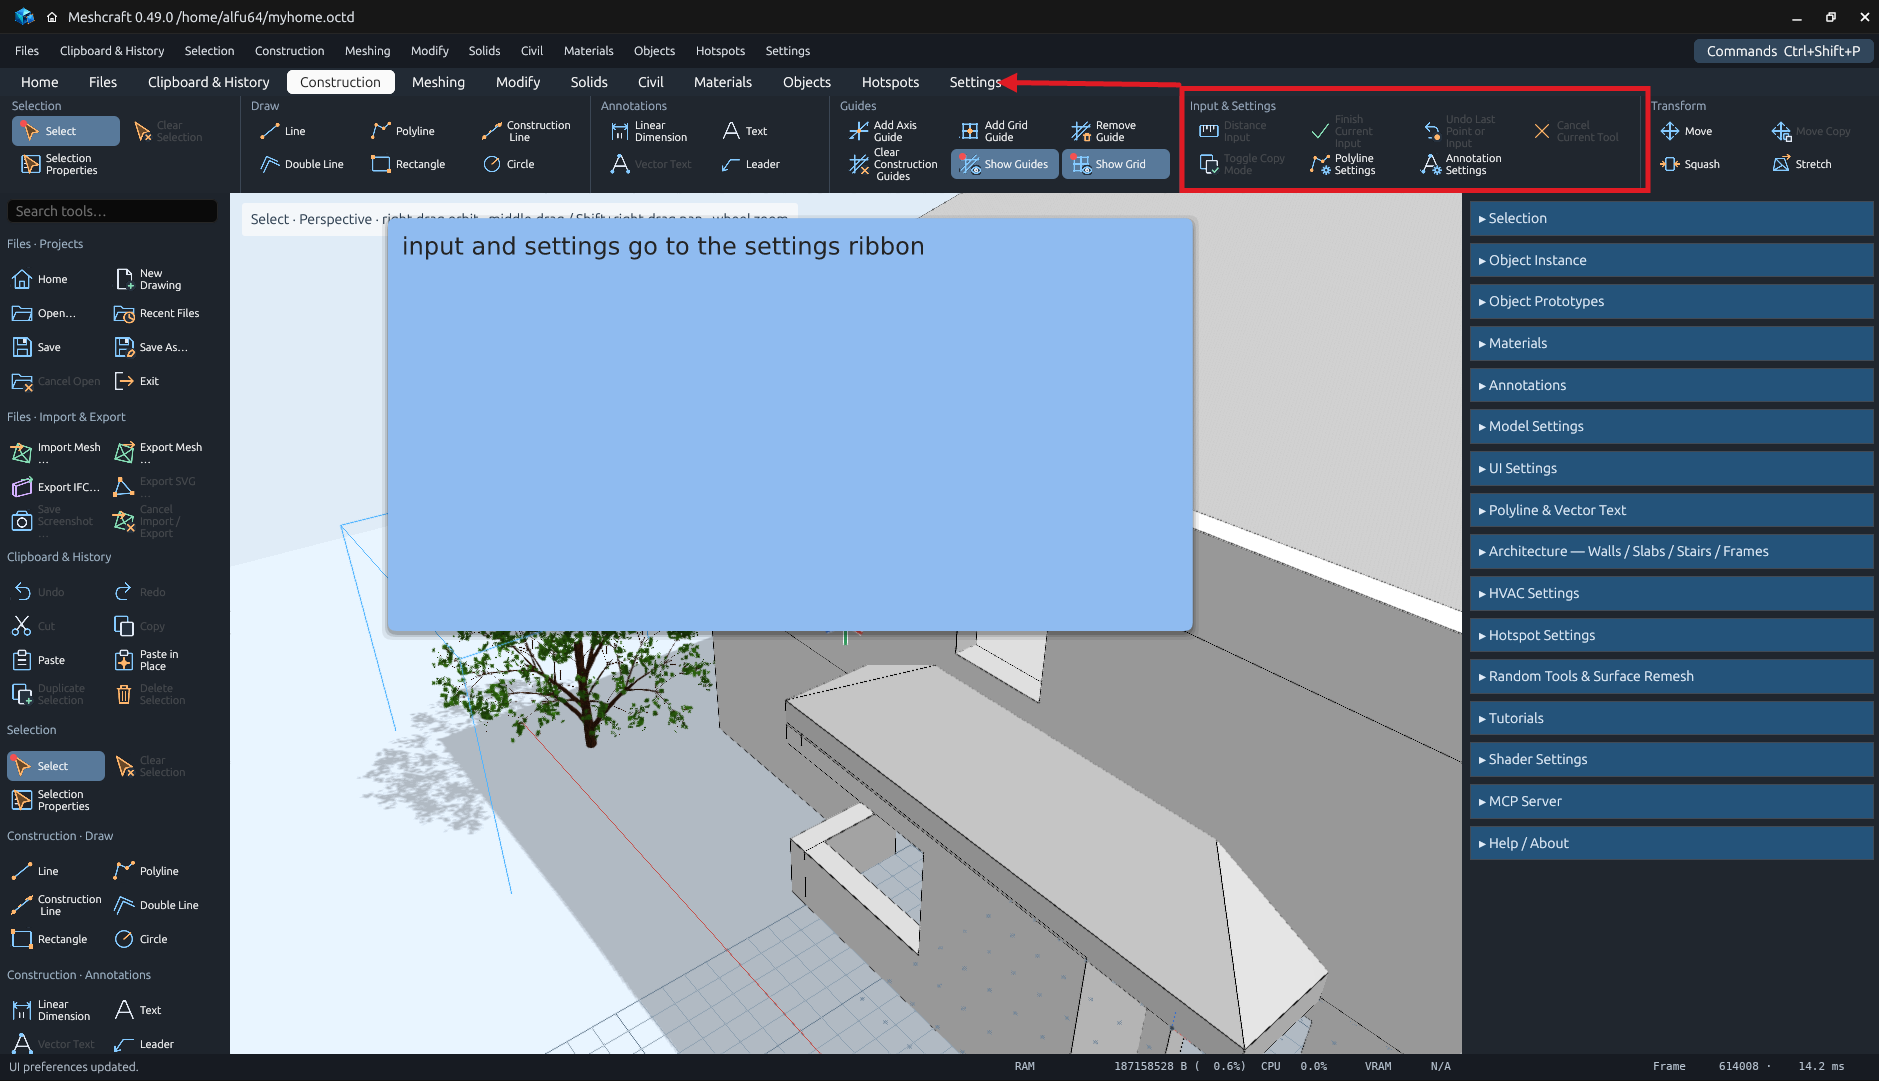 Meshcraft 0.49.0 /home/alfu64/myhome.octd
Files Clipboard & History Selection Construction Meshing Modify Solids Civil Materials Objects Hotspots Settings
Commands Ctrl+Shift+P
Home Files Clipboard & History Construction Meshing Modify Solids Civil Materials Objects Hotspots Settings
Selection
Select
Clear
Selection
Selection
Properties
Draw
Line
Polyline
Construction
Line
Double Line
Rectangle
Circle
Annotations
Linear
Dimension
Text
Vector Text
Leader
Guides
Add Axis
Guide
Add Grid
Guide
Remove
Guide
Clear
Construction
Guides
Show Guides
Show Grid
Input & Settings
Distance
Input
Finish
Current
Input
Undo Last
Point or
Input
Cancel
Current Tool
Toggle Copy
Mode
Polyline
Settings
Annotation
Settings
Transform
Move
Move Copy
Squash
Stretch
Search tools...
Files · Projects
Home
New
Drawing
Open...
Recent Files
Save
Save As...
Cancel Open
Exit
Files · Import & Export
Import Mesh
...
Export Mesh
...
Export IFC...
Export SVG
...
Save
Screenshot
...
Cancel
Import /
Export
Clipboard & History
Undo
Redo
Cut
Copy
Paste
Paste in
Place
Duplicate
Selection
Delete
Selection
Selection
Select
Clear
Selection
Selection
Properties
Construction · Draw
Line
Polyline
Construction
Line
Double Line
Rectangle
Circle
Construction · Annotations
Linear
Dimension
Text
Vector Text
Leader
Select · Perspective · right drag orbit · middle drag / Shift+right drag pan · wheel zoom
input and settings go to the settings ribbon
▸ Selection
▸ Object Instance
▸ Object Prototypes
▸ Materials
▸ Annotations
▸ Model Settings
▸ UI Settings
▸ Polyline & Vector Text
▸ Architecture — Walls / Slabs / Stairs / Frames
▸ HVAC Settings
▸ Hotspot Settings
▸ Random Tools & Surface Remesh
▸ Tutorials
▸ Shader Settings
▸ MCP Server
▸ Help / About
UI preferences updated.
RAM 187158528 B ( 0.6%) CPU 0.0% VRAM N/A
Frame 614008 · 14.2 ms